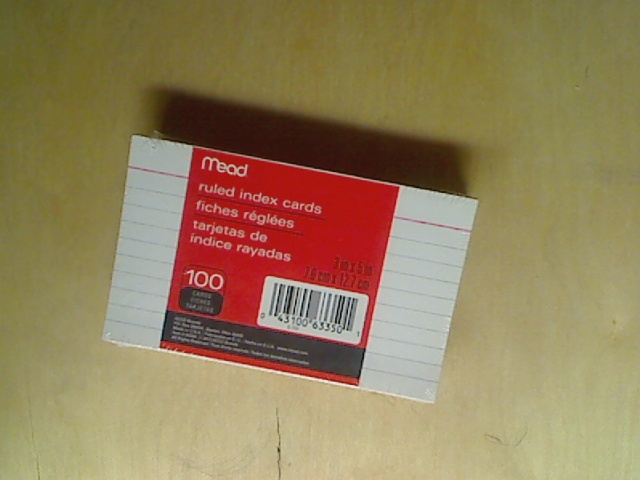 Mead
ruled index cards
fiches réglées
tarjetas de
índice rayadas
3 in x 5 in
7.6 cm x 12.7 cm
100
CARDS
FICHES
TARJETAS
0 43100 63350 1